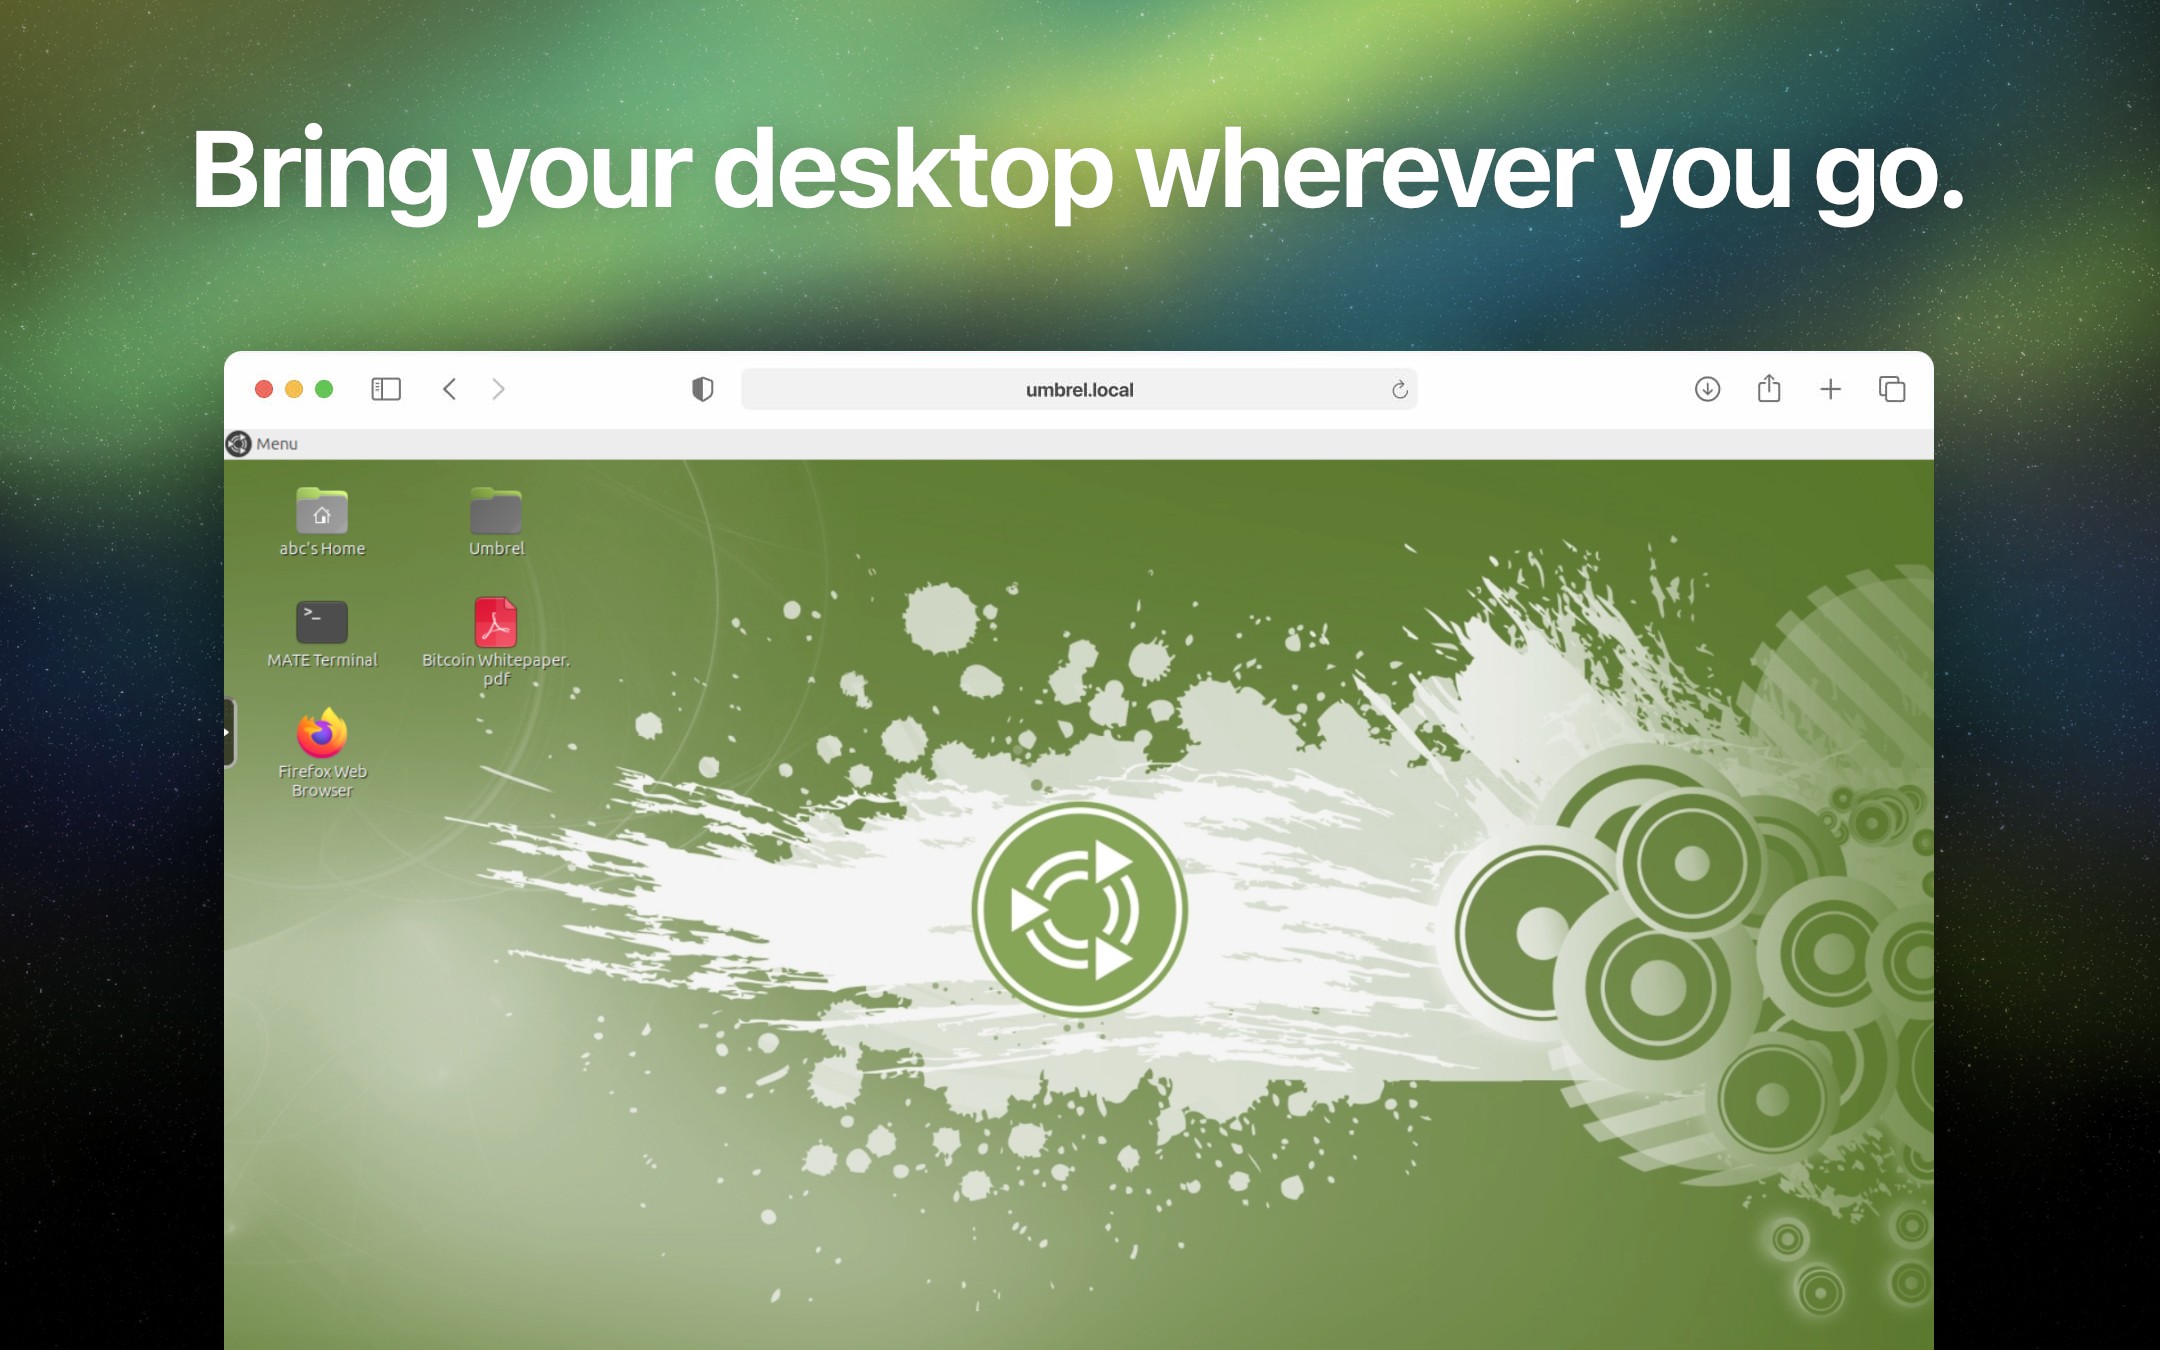 Bring your desktop wherever you go.
umbrel.local
Menu
abc's Home
Umbrel
>_
MATE Terminal
Bitcoin Whitepaper.
pdf
Firefox Web
Browser